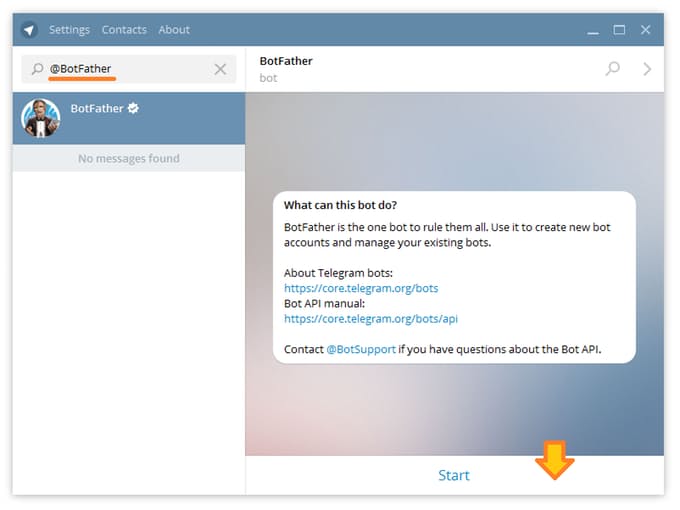 Settings Contacts About
@BotFather
BotFather
bot
BotFather
No messages found
What can this bot do?
BotFather is the one bot to rule them all. Use it to create new bot
accounts and manage your existing bots.
About Telegram bots:
https://core.telegram.org/bots
Bot API manual:
https://core.telegram.org/bots/api
Contact @BotSupport if you have questions about the Bot API.
Start